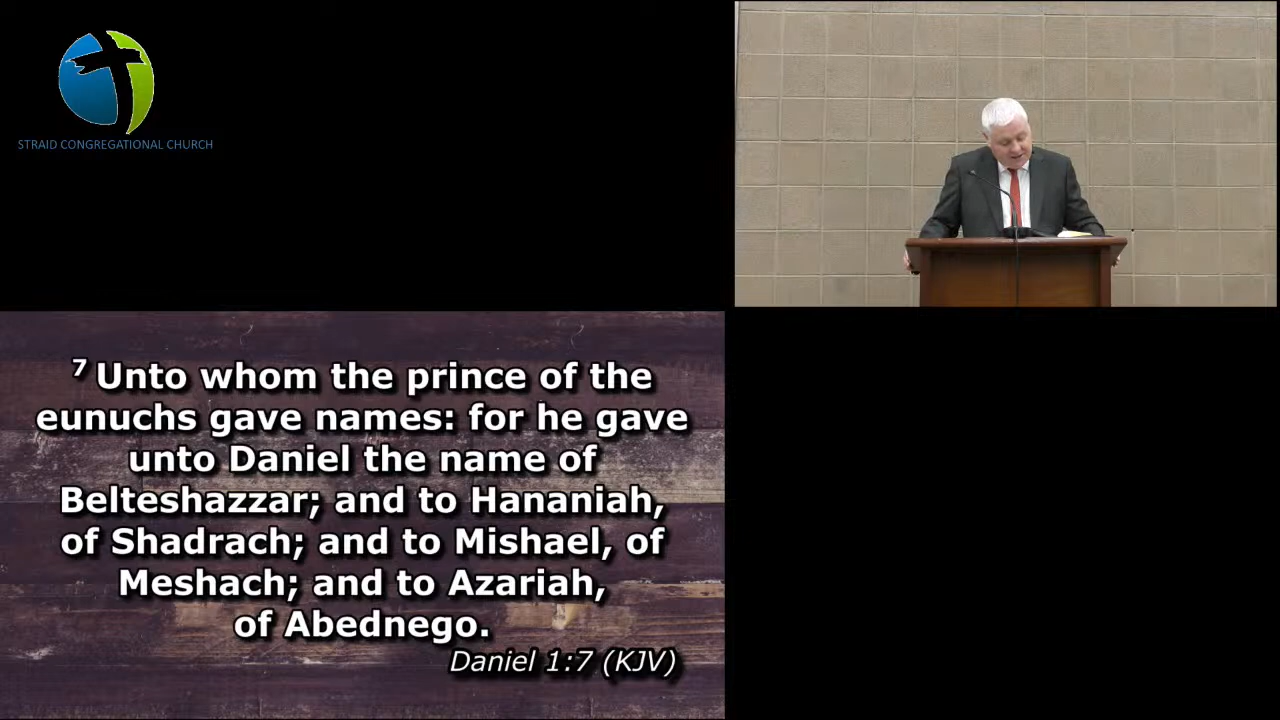 STRAID CONGREGATIONAL CHURCH
7 Unto whom the prince of the
eunuchs gave names: for he gave
unto Daniel the name of
Belteshazzar; and to Hananiah,
of Shadrach; and to Mishael, of
Meshach; and to Azariah,
of Abednego.
Daniel 1:7 (KJV)